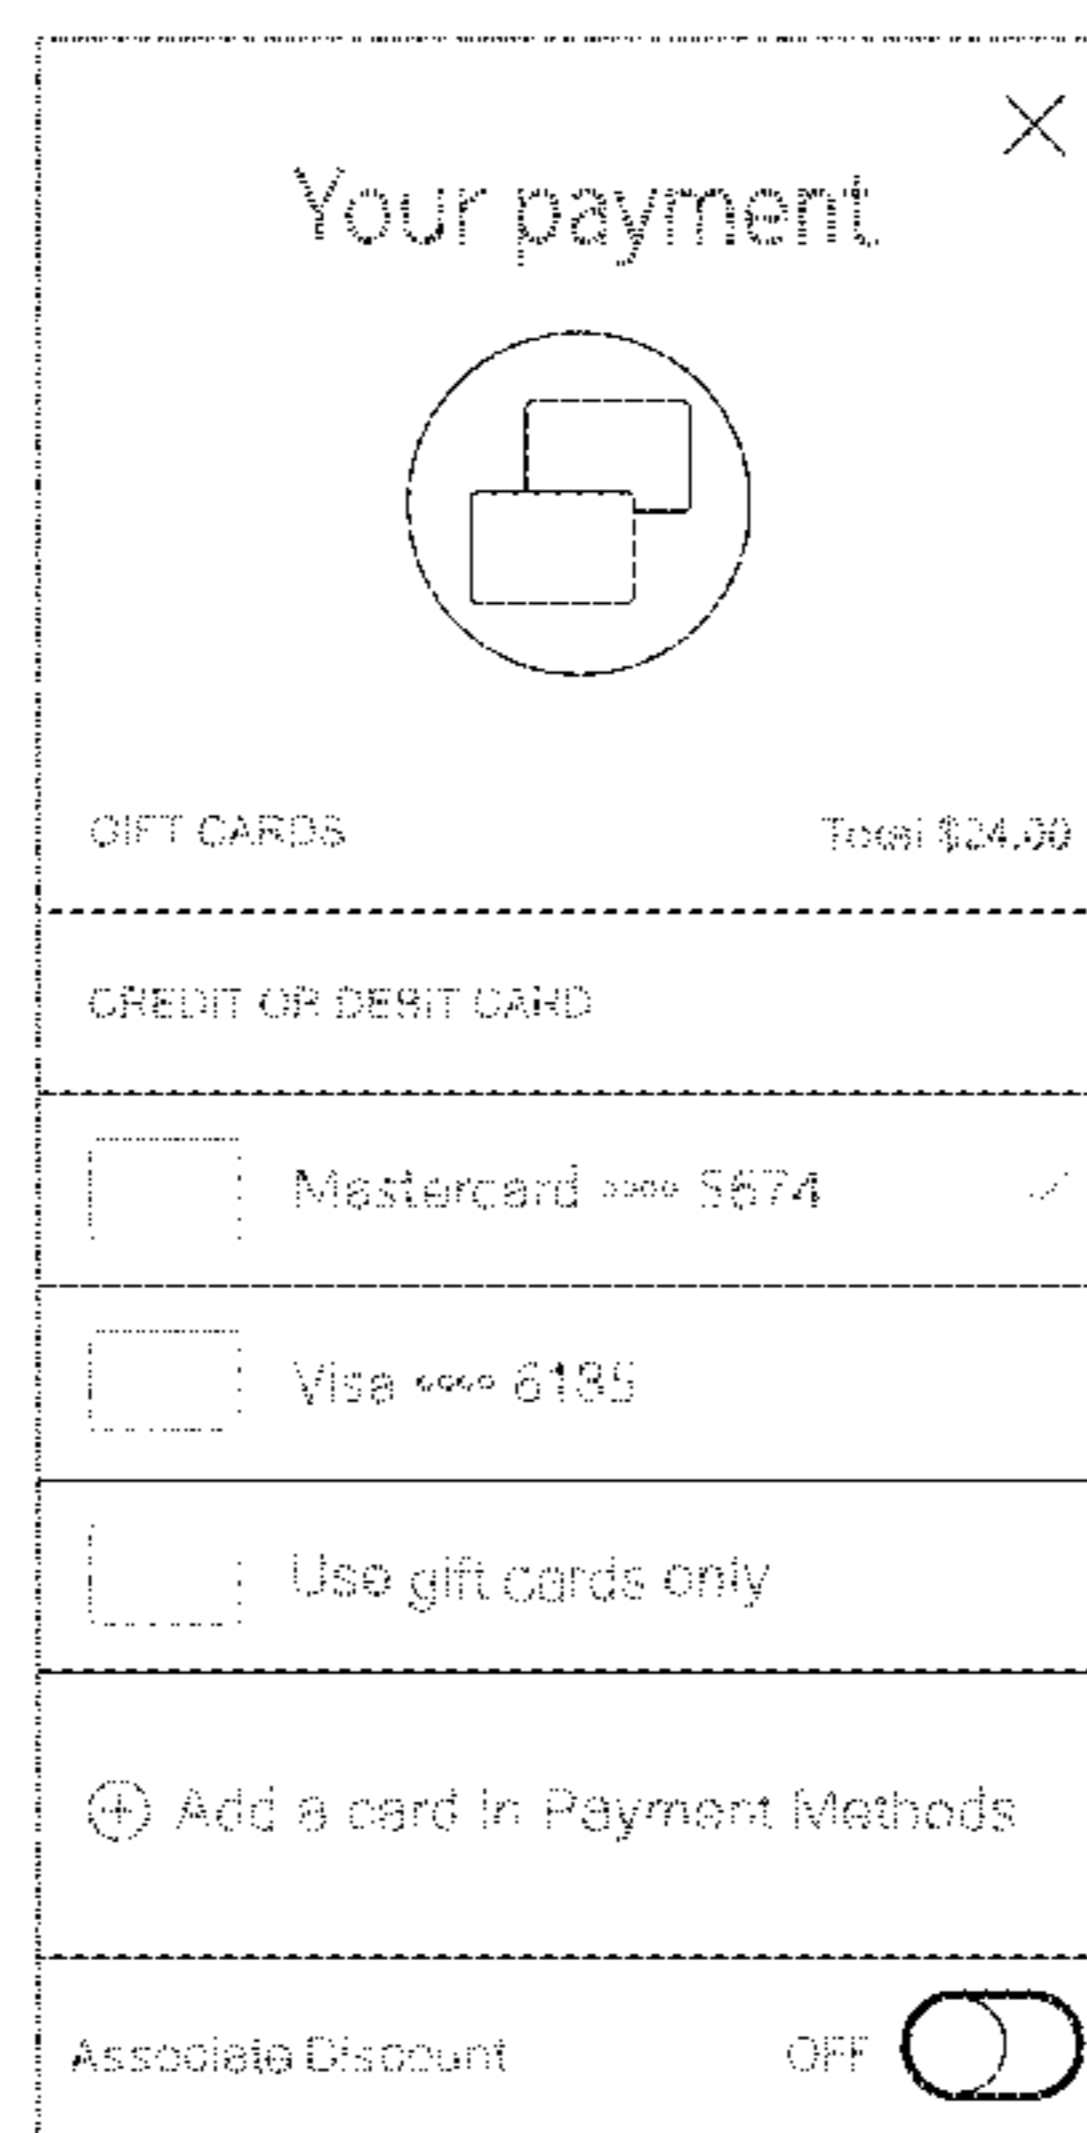 Your payment
GIFT CARDS Total $24.00
CREDIT OR DEBIT CARD
Mastercard
Visa 6135
Use gift cards only
Add a card in Payment Methods
Associate Discount OFF